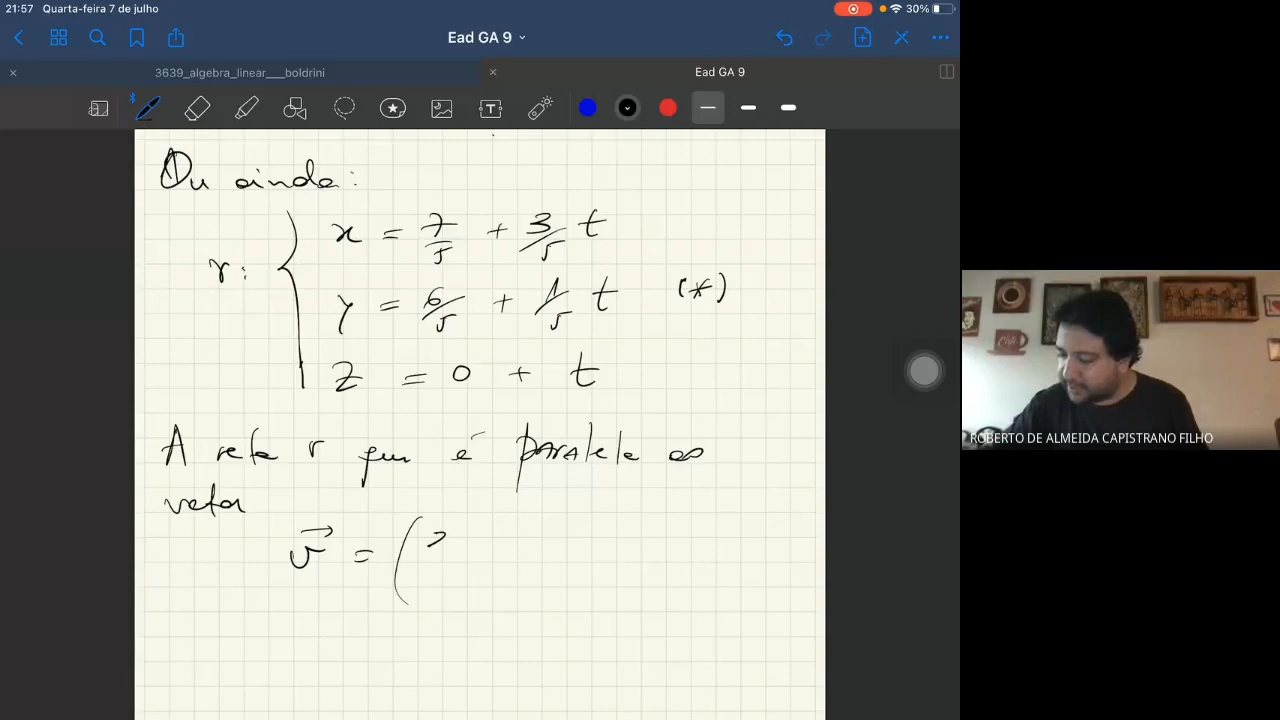 21:57 Quarta-feira 7 de julho
30%
Ead GA 9
3639_algebra_linear___boldrini
Ead GA 9
Ou ainda:
r: { x = 7/5 + 3/5 t
y = 6/5 + 1/5 t (*)
z = 0 + t
A reta r que é paralela ao
vetor
v⃗ = (
ROBERTO DE ALMEIDA CAPISTRANO FILHO